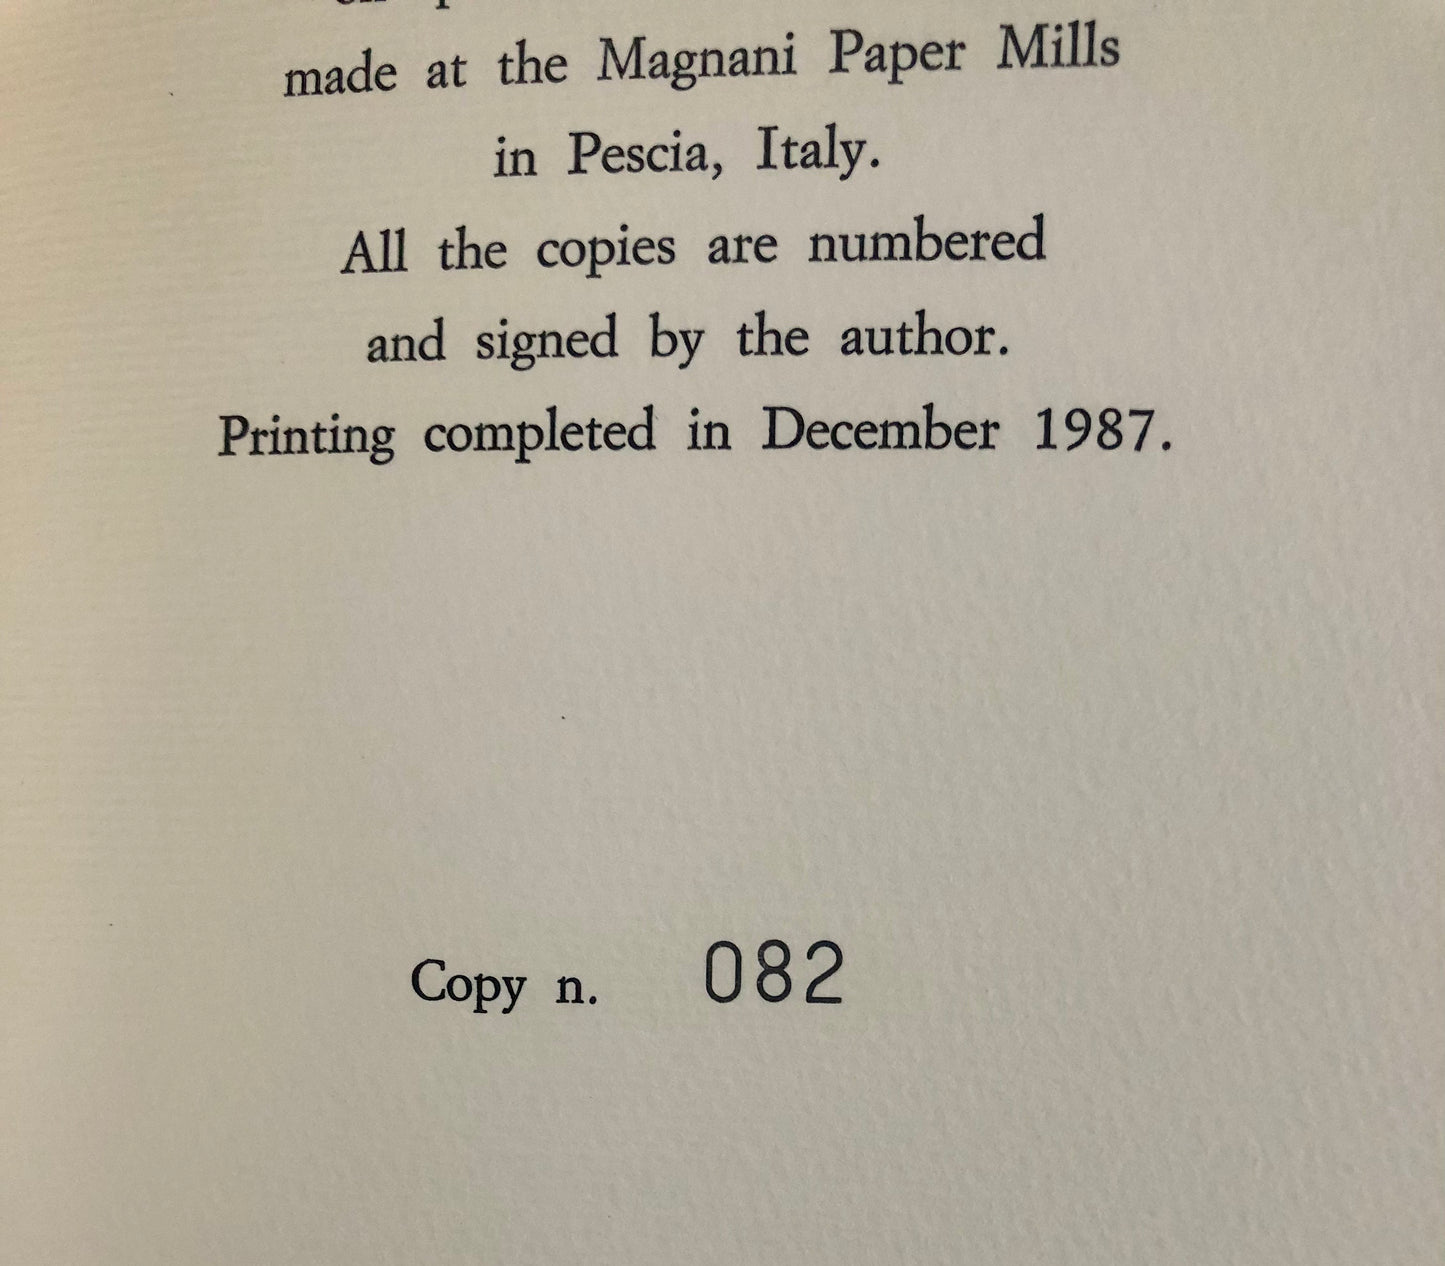 made at the Magnani Paper Mills
in Pescia, Italy.
All the copies are numbered
and signed by the author.
Printing completed in December 1987.
Copy n. 082